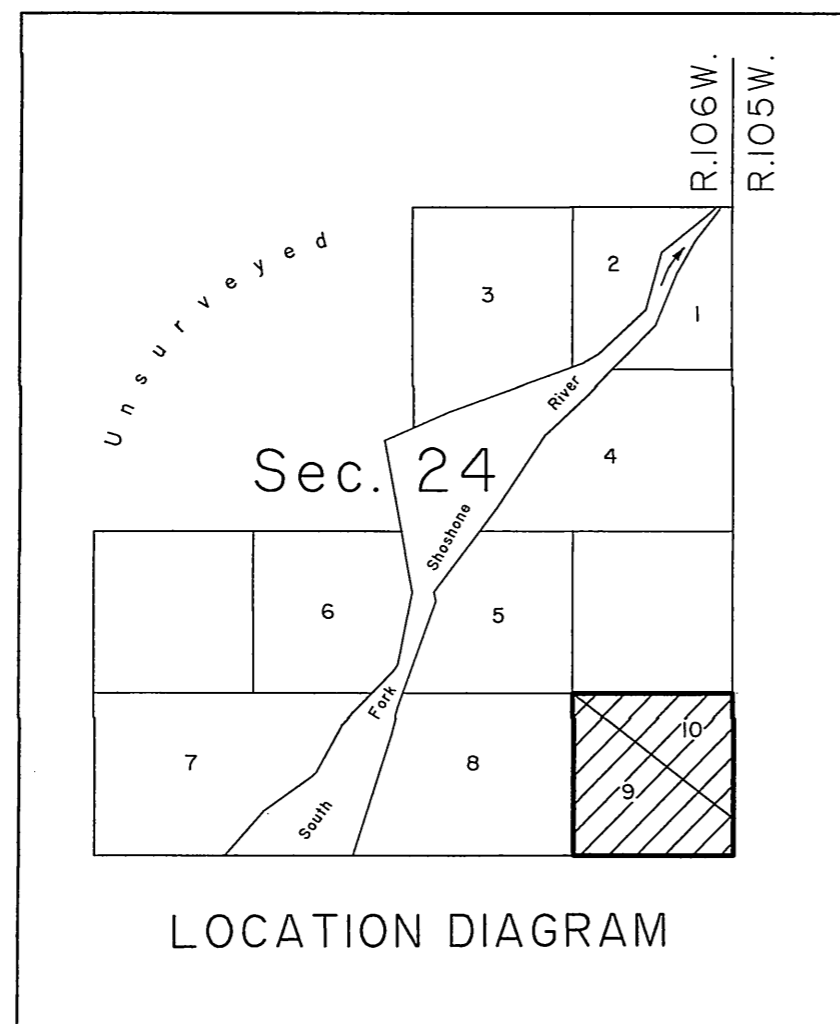 R.106W.
R.105W.
Unsurveyed
2
3
1
River
Sec. 24
4
Shoshone
6
5
Fork
10
7
8
9
South
LOCATION DIAGRAM